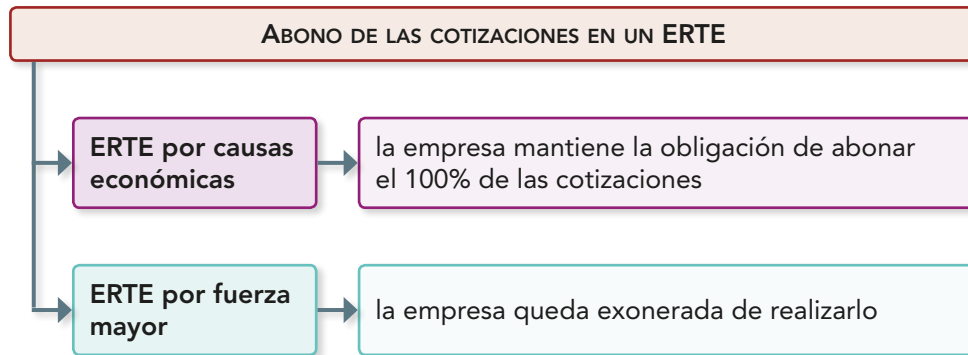 ABONO DE LAS COTIZACIONES EN UN ERTE
ERTE por causas
económicas
la empresa mantiene la obligación de abonar
el 100% de las cotizaciones
ERTE por fuerza
mayor
la empresa queda exonerada de realizarlo